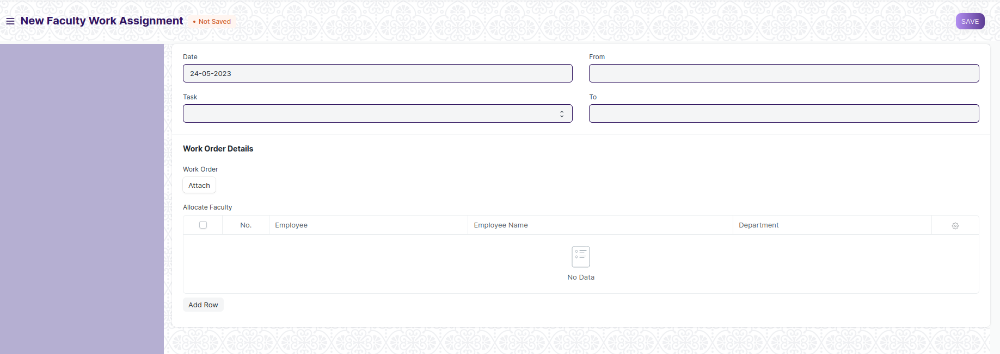 New Faculty Work Assignment
• Not Saved
SAVE
Date
From
24-05-2023
Task
To
Work Order Details
Work Order
Attach
Allocate Faculty
No. Employee Employee Name Department
No Data
Add Row